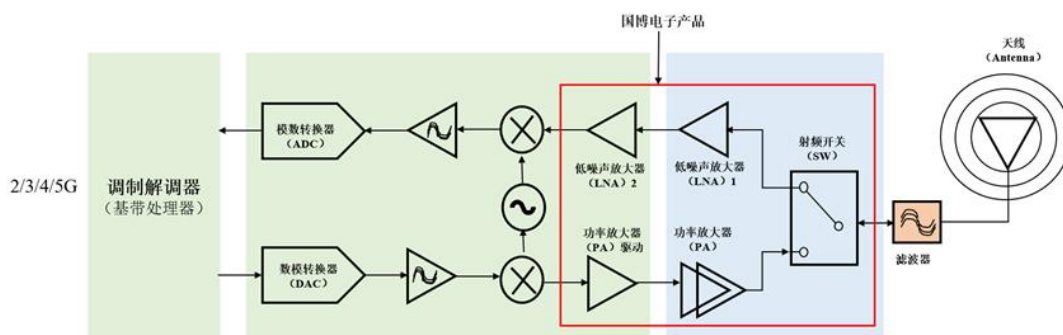 国博电子产品
天线
（Antenna）
模数转换器
（ADC）
射频开关
（SW）
低噪声放大器
（LNA）2
低噪声放大器
（LNA）1
2/3/4/5G
调制解调器
（基带处理器）
功率放大器
（PA）驱动
功率放大器
（PA）
数模转换器
（DAC）
滤波器